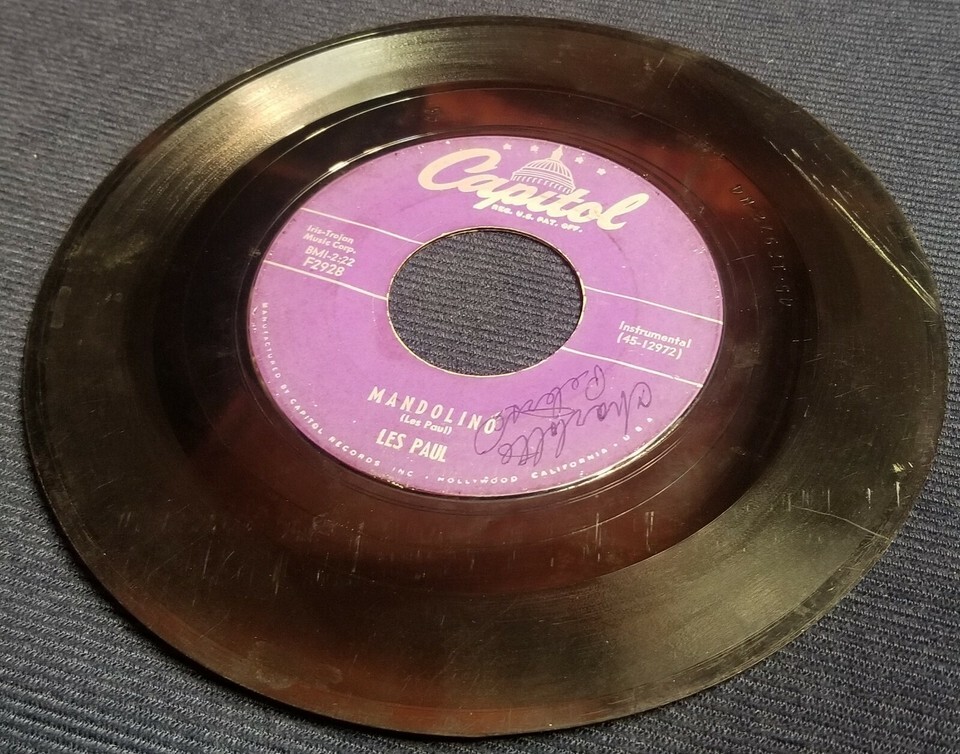 Capitol
REG. U.S. PAT. OFF.
Iris-Trojan
Music Corp.
BMI-2:22
F2928
Instrumental
(45-12972)
MANDOLINO
(Les Paul)
LES PAUL
Charlotte
MANUFACTURED BY CAPITOL RECORDS INC. • HOLLYWOOD CALIFORNIA • U.S.A.